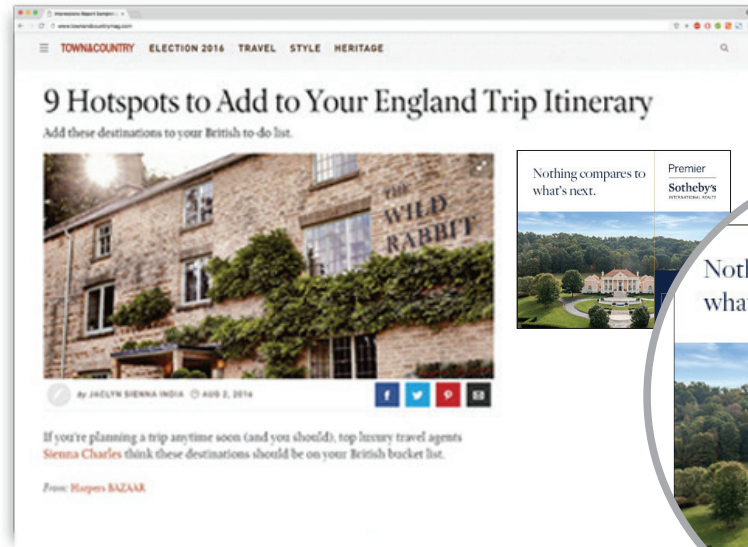 www.townandcountrymag.com
TOWN&COUNTRY ELECTION 2016 TRAVEL STYLE HERITAGE
9 Hotspots to Add to Your England Trip Itinerary
Add these destinations to your British to-do list.
THE
WILD
RABBIT
By JACLYN SIENNA INDIA AUG 2, 2016
If you're planning a trip anytime soon (and you should), top luxury travel agents
Sienna Charles think these destinations should be on your British bucket list.
From: Harpers BAZAAR
Nothing compares to
what's next.
Premier
Sotheby's
INTERNATIONAL REALTY
Noth
what